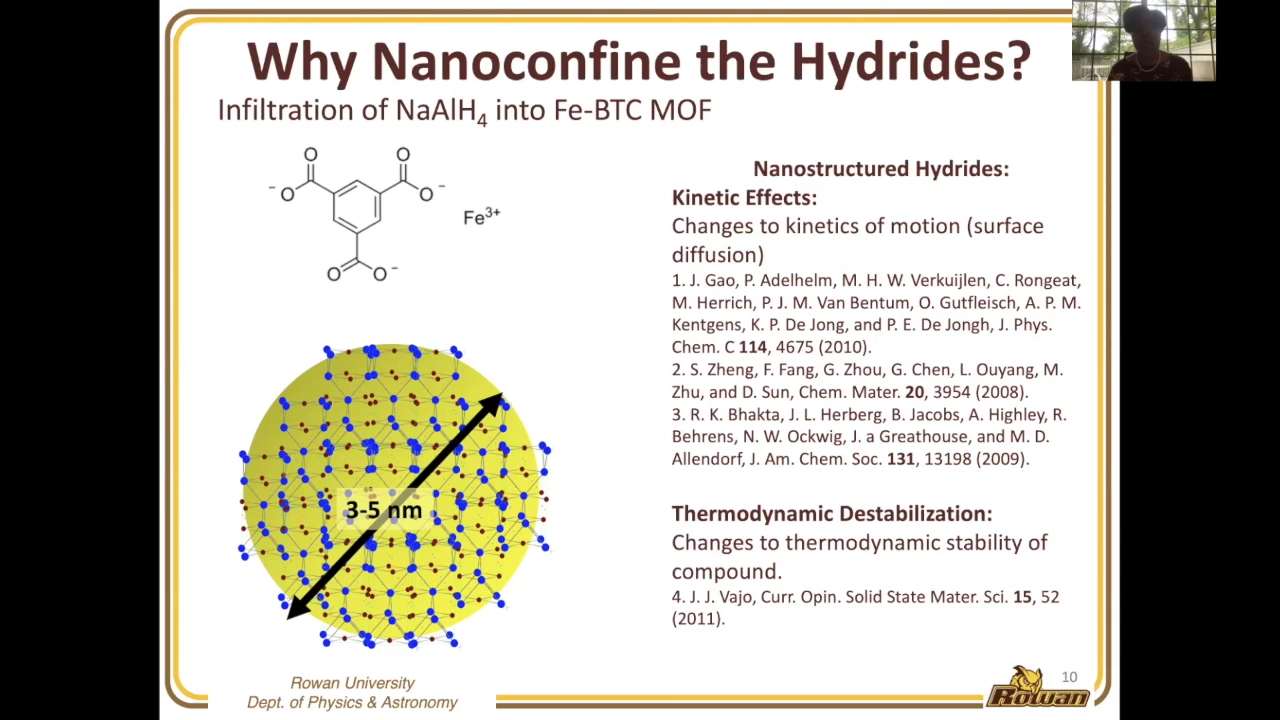 Why Nanoconfine the Hydrides?
Infiltration of NaAlH₄ into Fe-BTC MOF
O
O
⁻O
O⁻
Fe³⁺
O
O⁻
3-5 nm
Nanostructured Hydrides:
Kinetic Effects:
Changes to kinetics of motion (surface
diffusion)
1. J. Gao, P. Adelhelm, M. H. W. Verkuijlen, C. Rongeat,
M. Herrich, P. J. M. Van Bentum, O. Gutfleisch, A. P. M.
Kentgens, K. P. De Jong, and P. E. De Jongh, J. Phys.
Chem. C 114, 4675 (2010).
2. S. Zheng, F. Fang, G. Zhou, G. Chen, L. Ouyang, M.
Zhu, and D. Sun, Chem. Mater. 20, 3954 (2008).
3. R. K. Bhakta, J. L. Herberg, B. Jacobs, A. Highley, R.
Behrens, N. W. Ockwig, J. a Greathouse, and M. D.
Allendorf, J. Am. Chem. Soc. 131, 13198 (2009).
Thermodynamic Destabilization:
Changes to thermodynamic stability of
compound.
4. J. J. Vajo, Curr. Opin. Solid State Mater. Sci. 15, 52
(2011).
Rowan University
Dept. of Physics & Astronomy
10
Rowan